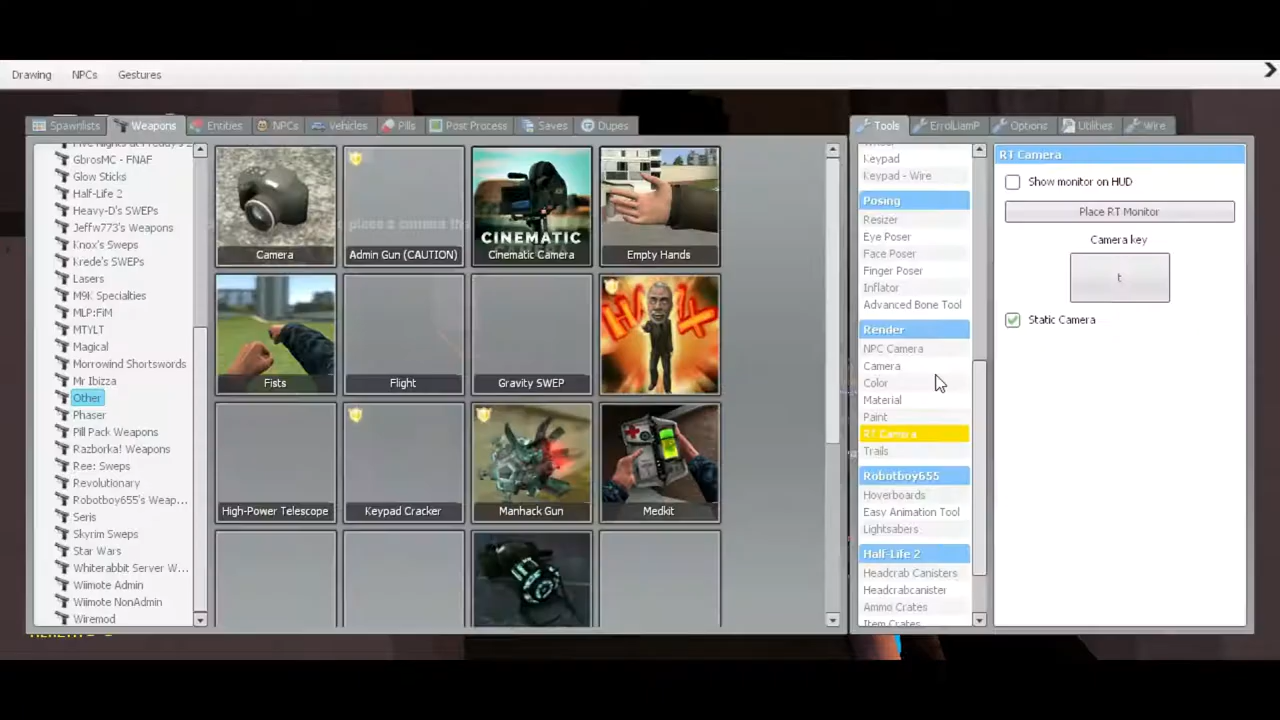 Drawing NPCs Gestures
Spawnlists Weapons Entities NPCs Vehicles Pills Post Process Saves Dupes
Tools ErrolLiamP Options Utilities Wire
GbrosMC - FNAF
Glow Sticks
Half-Life 2
Heavy-D's SWEPs
Jeffw773's Weapons
Knox's Sweps
Krede's SWEPs
Lasers
M9K Specialties
MLP:FiM
MTYLT
Magical
Morrowind Shortswords
Mr Ibizza
Other
Phaser
Pill Pack Weapons
Razborka! Weapons
Ree: Sweps
Revolutionary
Robotboy655's Weap...
Seris
Skyrim Sweps
Star Wars
Whiterabbit Server W...
Wiimote Admin
Wiimote NonAdmin
Wiremod
Camera
place a camera
Admin Gun (CAUTION)
CINEMATIC
Cinematic Camera
Empty Hands
Fists
Flight
Gravity SWEP
High-Power Telescope
Keypad Cracker
Manhack Gun
Medkit
Keypad
Keypad - Wire
Posing
Resizer
Eye Poser
Face Poser
Finger Poser
Inflator
Advanced Bone Tool
Render
NPC Camera
Camera
Color
Material
Paint
RT Camera
Trails
Robotboy655
Hoverboards
Easy Animation Tool
Lightsabers
Half-Life 2
Headcrab Canisters
Headcrabcanister
Ammo Crates
Item Crates
RT Camera
Show monitor on HUD
Place RT Monitor
Camera key
t
Static Camera